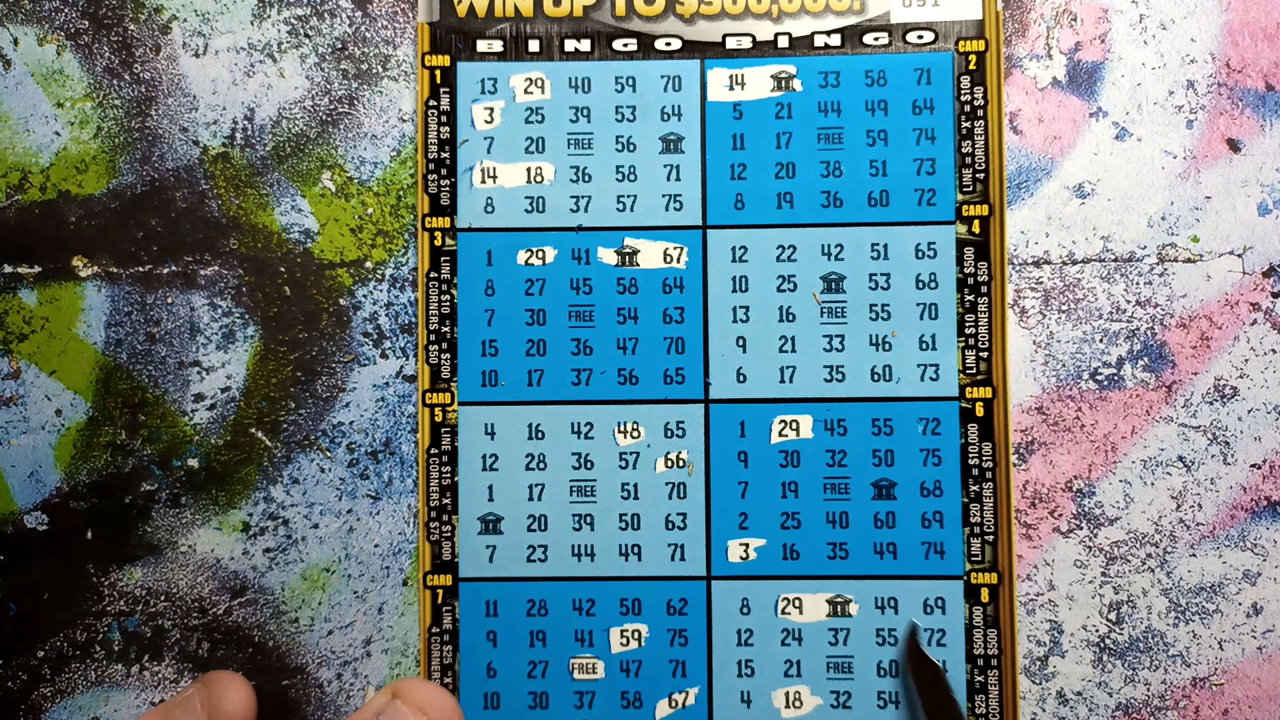 WIN UP TO $500,000!
051
B I N G O B I N G O
CARD 1
LINE = $5 "X" = $100
4 CORNERS = $30
13 29 40 59 70
3 25 39 53 64
7 20 FREE 56
14 18 36 58 71
8 30 37 57 75
CARD 2
LINE = $5 "X" = $100
4 CORNERS = $40
14 33 58 71
5 21 44 49 64
11 17 FREE 59 74
12 20 38 51 73
8 19 36 60 72
CARD 3
LINE = $10 "X" = $200
4 CORNERS = $50
1 29 41 67
8 27 45 58 64
7 30 FREE 54 63
15 20 36 47 70
10 17 37 56 65
CARD 4
LINE = $10 "X" = $500
4 CORNERS = $50
12 22 42 51 65
10 25 53 68
13 16 FREE 55 70
9 21 33 46 61
6 17 35 60 73
CARD 5
LINE = $15 "X" = $1,000
4 CORNERS = $75
4 16 42 48 65
12 28 36 57 66
1 17 FREE 51 70
20 39 50 63
7 23 44 49 71
CARD 6
LINE = $20 "X" = $10,000
4 CORNERS = $100
1 29 45 55 72
9 30 32 50 75
7 19 FREE 68
2 25 40 60 69
3 16 35 49 74
CARD 7
LINE = $25
4 CORNERS
11 28 42 50 62
9 19 41 59 75
6 27 FREE 47 71
10 30 37 58 67
CARD 8
= $25 "X" = $500,000
4 CORNERS = $500
8 29 49 69
12 24 37 55 72
15 21 FREE 60
4 18 32 54